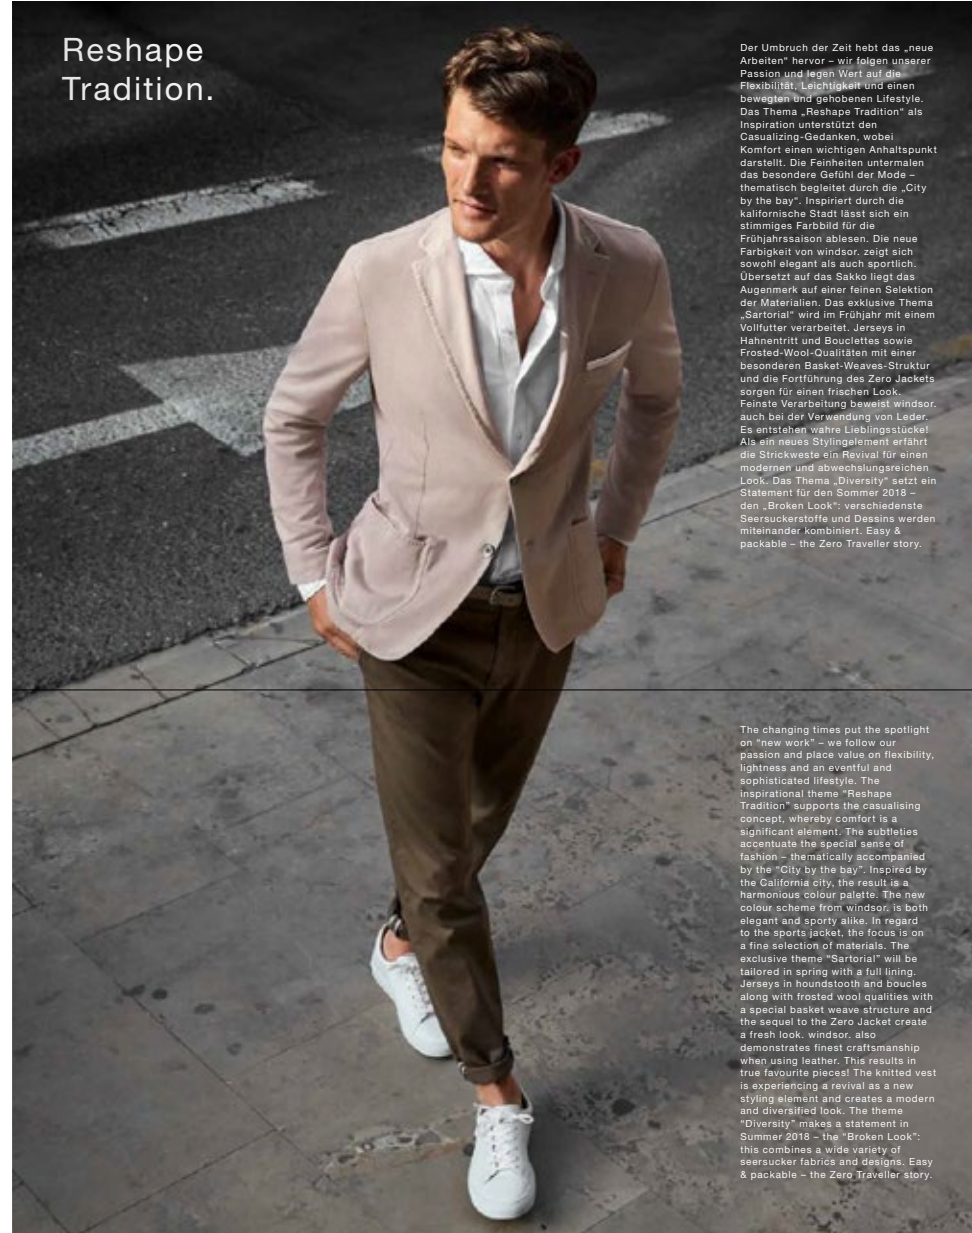 Reshape
Tradition.
Der Umbruch der Zeit hebt das „neue
Arbeiten“ hervor – wir folgen unserer
Passion und legen Wert auf die
Flexibilität, Leichtigkeit und einen
bewegten und gehobenen Lifestyle.
Das Thema „Reshape Tradition“ als
Inspiration unterstützt den
Casualizing-Gedanken, wobei
Komfort einen wichtigen Anhaltspunkt
darstellt. Die Feinheiten untermalen
das besondere Gefühl der Mode –
thematisch begleitet durch die „City
by the bay“. Inspiriert durch die
kalifornische Stadt lässt sich ein
stimmiges Farbbild für die
Frühjahrssaison ablesen. Die neue
Farbigkeit von windsor. zeigt sich
sowohl elegant als auch sportlich.
Übersetzt auf das Sakko liegt das
Augenmerk auf einer feinen Selektion
der Materialien. Das exklusive Thema
„Sartorial“ wird im Frühjahr mit einem
Vollfutter verarbeitet. Jerseys in
Hahnentritt und Bouclettes sowie
Frosted-Wool-Qualitäten mit einer
besonderen Basket-Weaves-Struktur
und die Fortführung des Zero Jackets
sorgen für einen frischen Look.
Feinste Verarbeitung beweist windsor.
auch bei der Verwendung von Leder.
Es entstehen wahre Lieblingsstücke!
Als ein neues Stylingelement erfährt
die Strickweste ein Revival für einen
modernen und abwechslungsreichen
Look. Das Thema „Diversity“ setzt ein
Statement für den Sommer 2018 –
den „Broken Look“: verschiedenste
Seersuckerstoffe und Dessins werden
miteinander kombiniert. Easy &
packable – the Zero Traveller story.
The changing times put the spotlight
on “new work” – we follow our
passion and place value on flexibility,
lightness and an eventful and
sophisticated lifestyle. The
inspirational theme “Reshape
Tradition” supports the casualising
concept, whereby comfort is a
significant element. The subtleties
accentuate the special sense of
fashion – thematically accompanied
by the “City by the bay”. Inspired by
the California city, the result is a
harmonious colour palette. The new
colour scheme from windsor. is both
elegant and sporty alike. In regard
to the sports jacket, the focus is on
a fine selection of materials. The
exclusive theme “Sartorial” will be
tailored in spring with a full lining.
Jerseys in houndstooth and boucles
along with frosted wool qualities with
a special basket weave structure and
the sequel to the Zero Jacket create
a fresh look. windsor. also
demonstrates finest craftsmanship
when using leather. This results in
true favourite pieces! The knitted vest
is experiencing a revival as a new
styling element and creates a modern
and diversified look. The theme
“Diversity” makes a statement in
Summer 2018 – the “Broken Look”:
this combines a wide variety of
seersucker fabrics and designs. Easy
& packable – the Zero Traveller story.